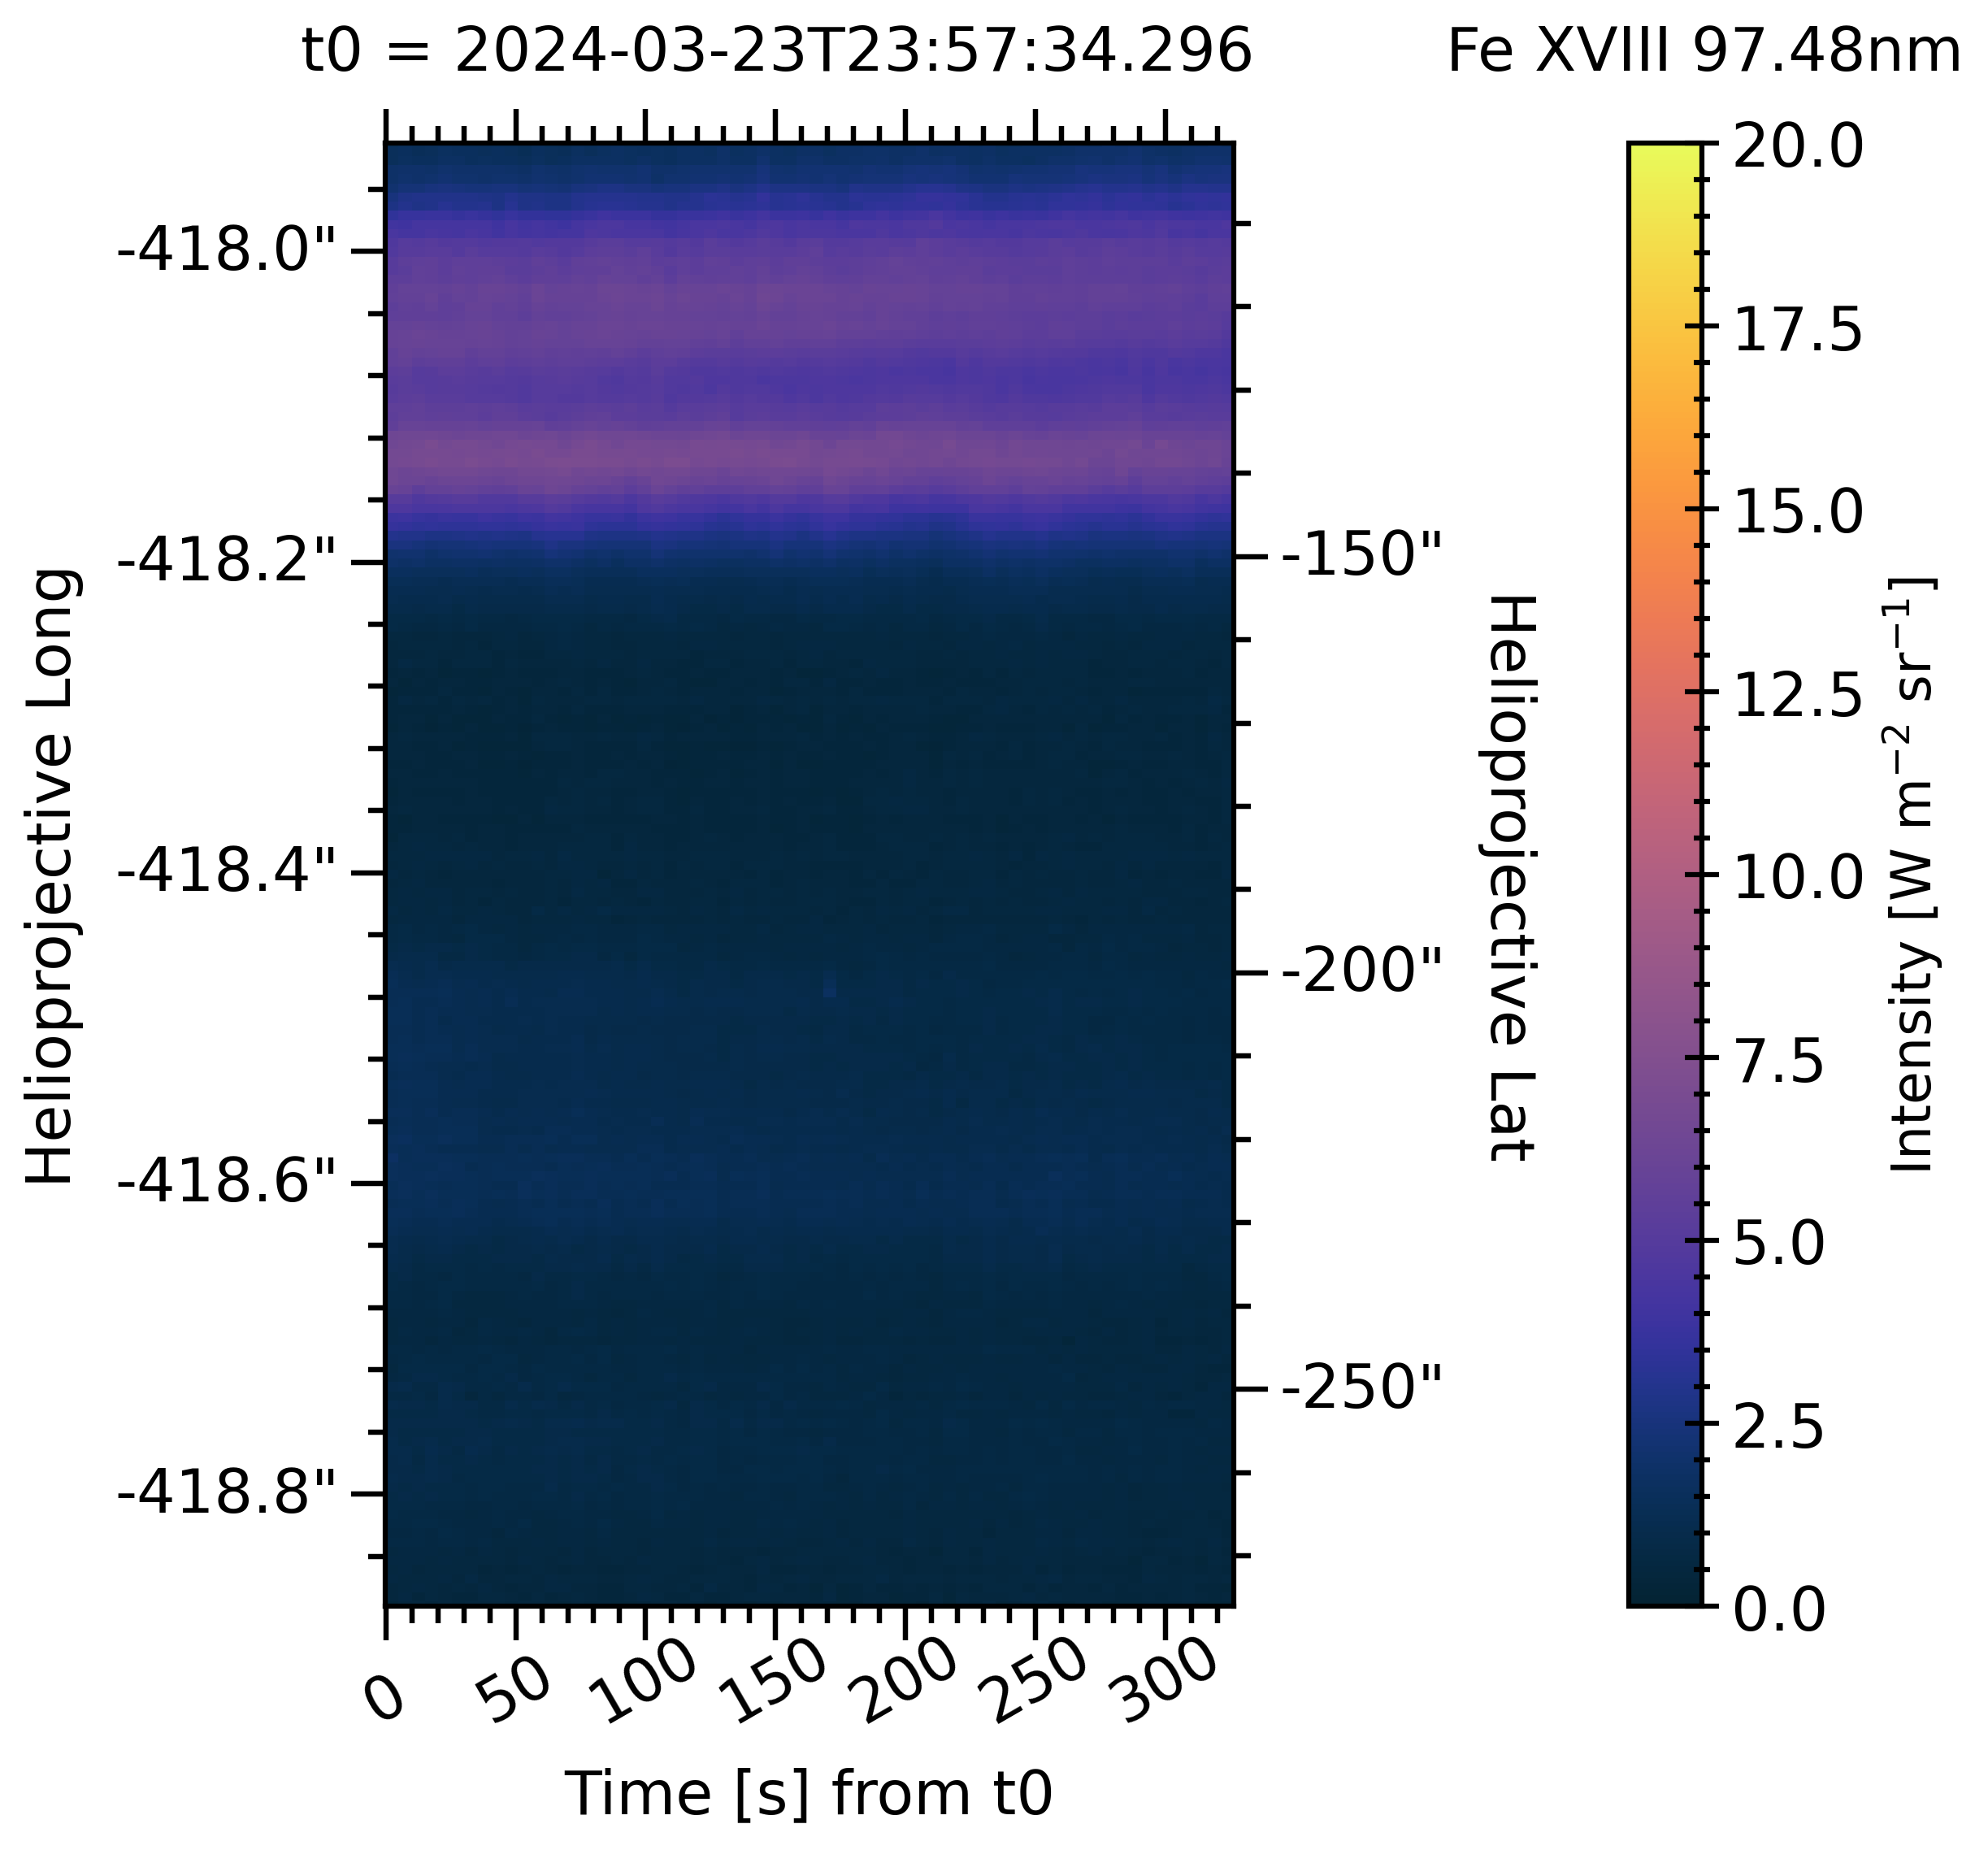 t0 = 2024-03-23T23:57:34.296
Fe XVIII 97.48nm
Helioprojective Long
-418.0"
-418.2"
-418.4"
-418.6"
-418.8"
-150"
-200"
-250"
Helioprojective Lat
20.0
17.5
15.0
12.5
10.0
7.5
5.0
2.5
0.0
Intensity [W m⁻² sr⁻¹]
0 50 100 150 200 250 300
Time [s] from t0